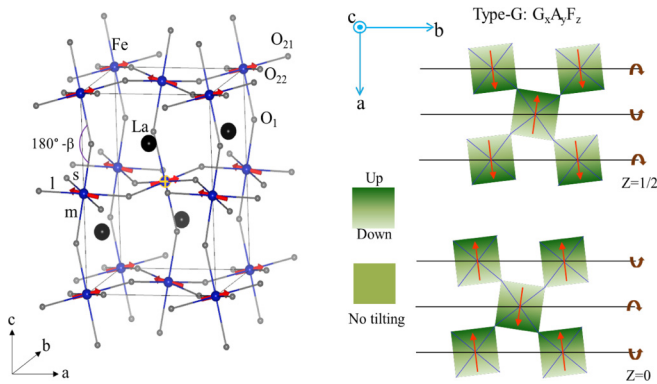 Fe
O21
O22
O1
La
180° -β
s
l
m
c
b
a
c
b
a
Type-G: GxAyFz
Z=1/2
Up
Down
No tilting
Z=0